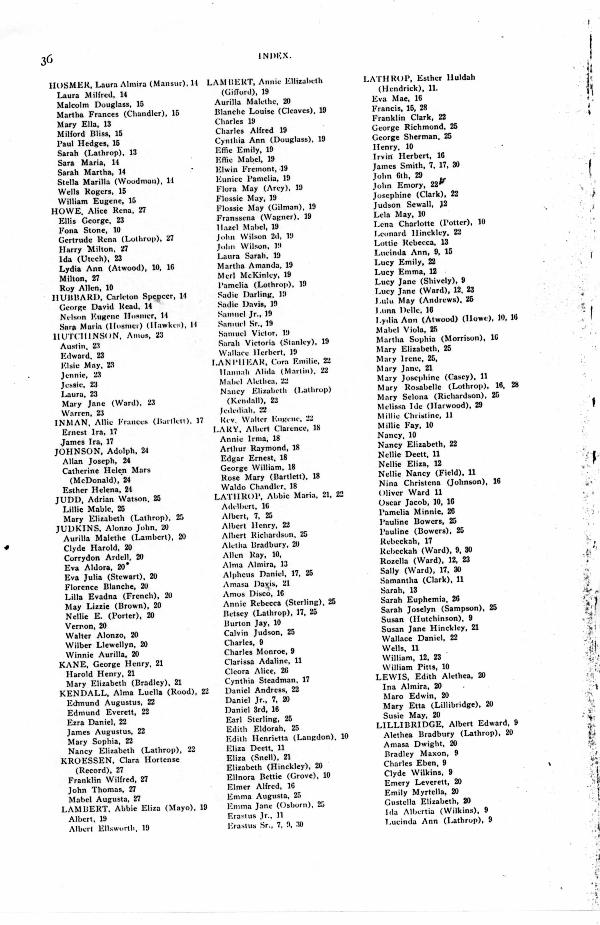 36
INDEX.
HOSMER, Laura Almira (Mansur), 14
Laura Milfred, 14
Malcolm Douglass, 15
Martha Frances (Chandler), 15
Mary Ella, 13
Milford Bliss, 15
Paul Hedges, 15
Sarah (Lathrop), 13
Sara Maria, 14
Sarah Martha, 14
Stella Marilla (Woodman), 14
Wells Rogers, 15
William Eugene, 15
HOWE, Alice Rena, 27
Ellis George, 23
Fona Stone, 10
Gertrude Rena (Lothrop), 27
Harry Milton, 27
Ida (Utech), 23
Lydia Ann (Atwood), 10, 16
Milton, 27
Roy Allen, 10
HUBBARD, Carleton Spencer, 14
George David Read, 14
Nelson Eugene Hosmer, 14
Sara Maria (Hosmer) (Hawkes), 14
HUTCHINSON, Amos, 23
Austin, 23
Edward, 23
Elsie May, 23
Jennie, 23
Jessie, 23
Laura, 23
Mary Jane (Ward), 23
Warren, 23
INMAN, Allie Frances (Bartlett), 17
Ernest Ira, 17
James Ira, 17
JOHNSON, Adolph, 24
Allan Joseph, 24
Catherine Helen Mars
(McDonald), 24
Esther Helena, 24
JUDD, Adrian Watson, 25
Lillie Mable, 25
Mary Elizabeth (Lathrop), 25
JUDKINS, Alonzo John, 20
Aurilla Malethe (Lambert), 20
Clyde Harold, 20
Corrydon Ardell, 20
Eva Aldora, 20
Eva Julia (Stewart), 20
Florence Blanche, 20
Lilla Evadna (French), 20
May Lizzie (Brown), 20
Nellie E. (Porter), 20
Vernon, 20
Walter Alonzo, 20
Wilber Llewellyn, 20
Winnie Aurilla, 20
KANE, George Henry, 21
Harold Henry, 21
Mary Elizabeth (Bradley), 21
KENDALL, Alma Luella (Rood), 22
Edmund Augustus, 22
Edmund Everett, 22
Ezra Daniel, 22
James Augustus, 22
Mary Sophia, 22
Nancy Elizabeth (Lathrop), 22
KROESSEN, Clara Hortense
(Record), 27
Franklin Wilfred, 27
John Thomas, 27
Mabel Augusta, 27
LAMBERT, Abbie Eliza (Mayo), 19
Albert, 19
Albert Ellsworth, 19
LAMBERT, Annie Ellizabeth
(Gifford), 19
Aurilla Malethe, 20
Blanche Louise (Cleaves), 19
Charles 19
Charles Alfred 19
Cynthia Ann (Douglass), 19
Effie Emily, 19
Effie Mabel, 19
Elwin Fremont, 19
Eunice Pamelia, 19
Flora May (Arey), 19
Flossie May, 19
Flossie May (Gilman), 19
Franssena (Wagner), 19
Hazel Mabel, 19
John Wilson 2d, 19
John Wilson, 19
Laura Sarah, 19
Martha Amanda, 19
Merl McKinley, 19
Pamelia (Lothrop), 19
Sadie Darling, 19
Sadie Davis, 19
Samuel Jr., 19
Samuel Sr., 19
Samuel Victor, 19
Sarah Victoria (Stanley), 19
Wallace Herbert, 19
LANPHEAR, Cora Emilie, 22
Hannah Alida (Martin), 22
Mabel Alethea, 22
Nancy Elizabeth (Lathrop)
(Kendall), 23
Jedediah, 22
Rev. Walter Eugene, 22
LARY, Albert Clarence, 18
Annie Irma, 18
Arthur Raymond, 18
Edgar Ernest, 18
George William, 18
Rose Mary (Bartlett), 18
Waldo Chandler, 18
LATHROP, Abbie Maria, 21, 22
Adelbert, 16
Albert, 7, 25
Albert Henry, 22
Albert Richardson, 25
Aletha Bradbury, 20
Allen Ray, 10,
Alma Almira, 13
Alpheus Daniel, 17, 25
Amasa Davis, 21
Amos Disco, 16
Annie Rebecca (Sterling), 25
Betsey (Lathrop), 17, 25
Burton Jay, 10
Calvin Judson, 25
Charles, 9
Charles Monroe, 9
Clarissa Adaline, 11
Cleora Alice, 26
Cynthia Steadman, 17
Daniel Andress, 22
Daniel Jr., 7, 20
Daniel 3rd, 16
Earl Sterling, 25
Edith Eldorah, 25
Edith Henrietta (Langdon), 10
Eliza Deett, 11
Eliza (Snell), 21
Elizabeth (Hinckley), 20
Ellnora Bettie (Grove), 10
Elmer Alfred, 16
Emma Augusta, 25
Emma Jane (Osborn), 25
Erastus Jr., 11
Erastus Sr., 7, 9, 30
LATHROP, Esther Huldah
(Hendrick), 11.
Eva Mae, 16
Francis, 15, 28
Franklin Clark, 22
George Richmond, 25
George Sherman, 25
Henry, 10
Irvin Herbert, 16
James Smith, 7, 17, 30
John 6th, 29
John Emory, 22
Josephine (Clark), 22
Judson Sewall, 12
Lela May, 10
Lena Charlotte (Potter), 10
Leonard Hinckley, 22
Lottie Rebecca, 13
Lucinda Ann, 9, 15
Lucy Emily, 22
Lucy Emma, 12
Lucy Jane (Shively), 9
Lucy Jane (Ward), 12, 23
Lulu May (Andrews), 25
Luna Delle, 16
Lydia Ann (Atwood) (Howe), 10, 16
Mabel Viola, 25
Martha Sophia (Morrison), 16
Mary Elizabeth, 25
Mary Irene, 25,
Mary Jane, 21
Mary Josephine (Casey), 11
Mary Rosabelle (Lothrop), 16, 28
Mary Selona (Richardson), 25
Melissa Ide (Harwood), 29
Millie Christine, 11
Millie Fay, 10
Nancy, 10
Nancy Elizabeth, 22
Nellie Deett, 11
Nellie Eliza, 12
Nellie Nancy (Field), 11
Nina Christena (Johnson), 16
Oliver Ward 11
Oscar Jacob, 10, 16
Pamelia Minnie, 26
Pauline Bowers, 25
Pauline (Bowers), 25
Rebeckah, 17
Rebeckah (Ward), 9, 30
Rozella (Ward), 12, 23
Sally (Ward), 17, 30
Samantha (Clark), 11
Sarah, 13
Sarah Euphemia, 26
Sarah Joselyn (Sampson), 25
Susan (Hutchinson), 9
Susan Jane Hinckley, 21
Wallace Daniel, 22
Wells, 11
William, 12, 23
William Pitts, 10
LEWIS, Edith Alethea, 20
Ina Almira, 20
Maro Edwin, 20
Mary Etta (Lillibridge), 20
Susie May, 20
LILLIBRIDGE, Albert Edward, 9
Alethea Bradbury (Lathrop), 20
Amasa Dwight, 20
Bradley Maxon, 9
Charles Eben, 9
Clyde Wilkins, 9
Emery Leverett, 20
Emily Myrtella, 20
Gustella Elizabeth, 20
Ida Albertia (Wilkins), 9
Lucinda Ann (Lathrop), 9